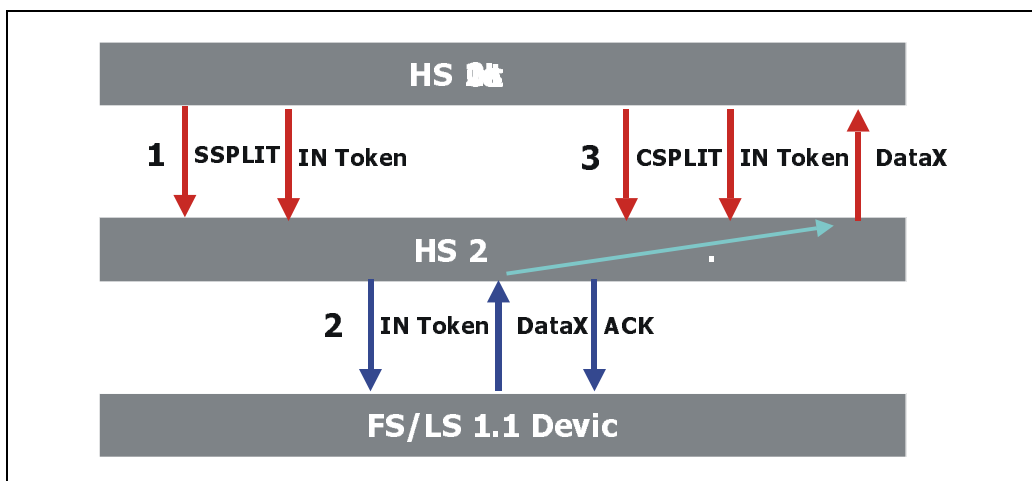 HS
1 SSPLIT IN Token 3 CSPLIT IN Token DataX
HS 2 .
2 IN Token DataX ACK
FS/LS 1.1 Devic